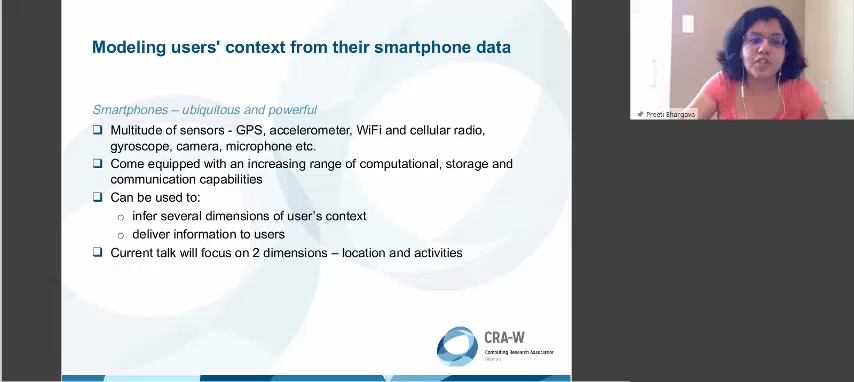 Modeling users' context from their smartphone data
Smartphones – ubiquitous and powerful
Multitude of sensors - GPS, accelerometer, WiFi and cellular radio,
gyroscope, camera, microphone etc.
Come equipped with an increasing range of computational, storage and
communication capabilities
Can be used to:
infer several dimensions of user's context
deliver information to users
Current talk will focus on 2 dimensions – location and activities
CRA-W
Computing Research Association
Women
Preeti Bhargava